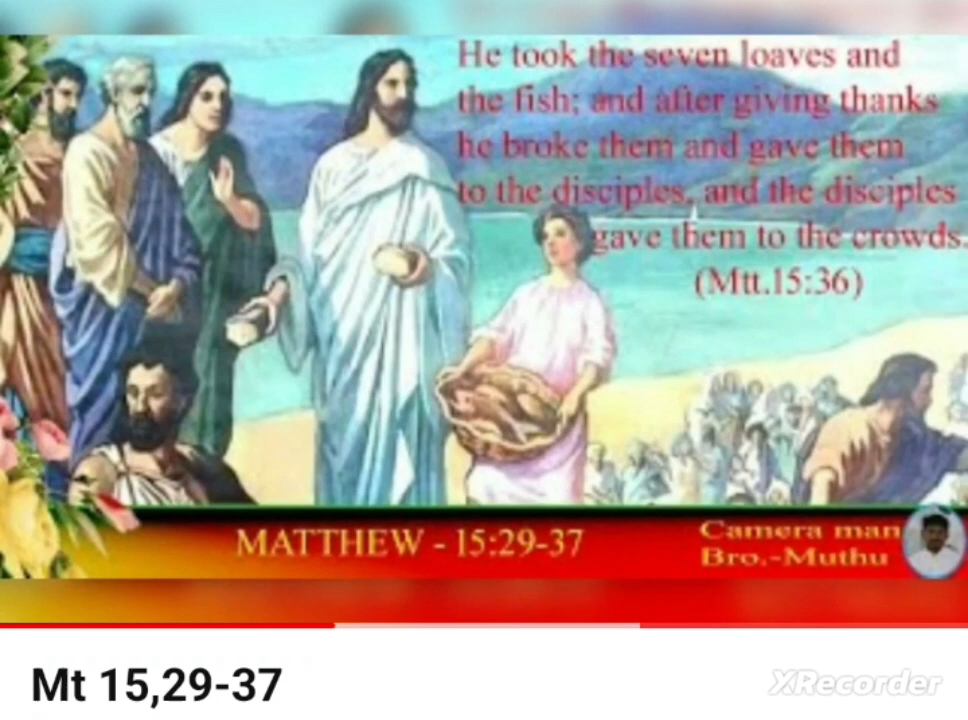 He took the seven loaves and
the fish; and after giving thanks
he broke them and gave them
to the disciples, and the disciples
gave them to the crowds.
(Mtt.15:36)
MATTHEW - 15:29-37
Camera man
Bro.-Muthu
Mt 15,29-37
XRecorder